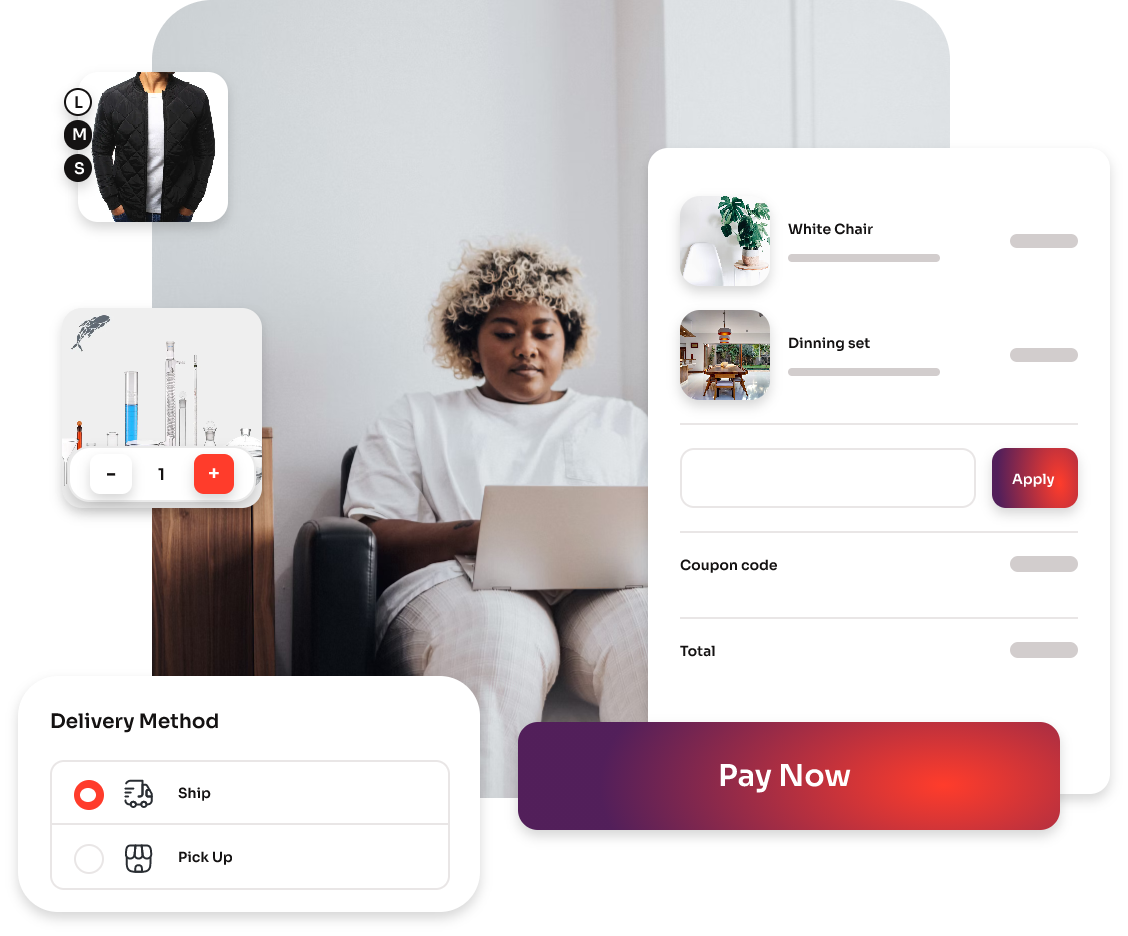 L
M
S
White Chair
Dinning set
- 1 +
Apply
Coupon code
Total
Delivery Method
Pay Now
Ship
Pick Up